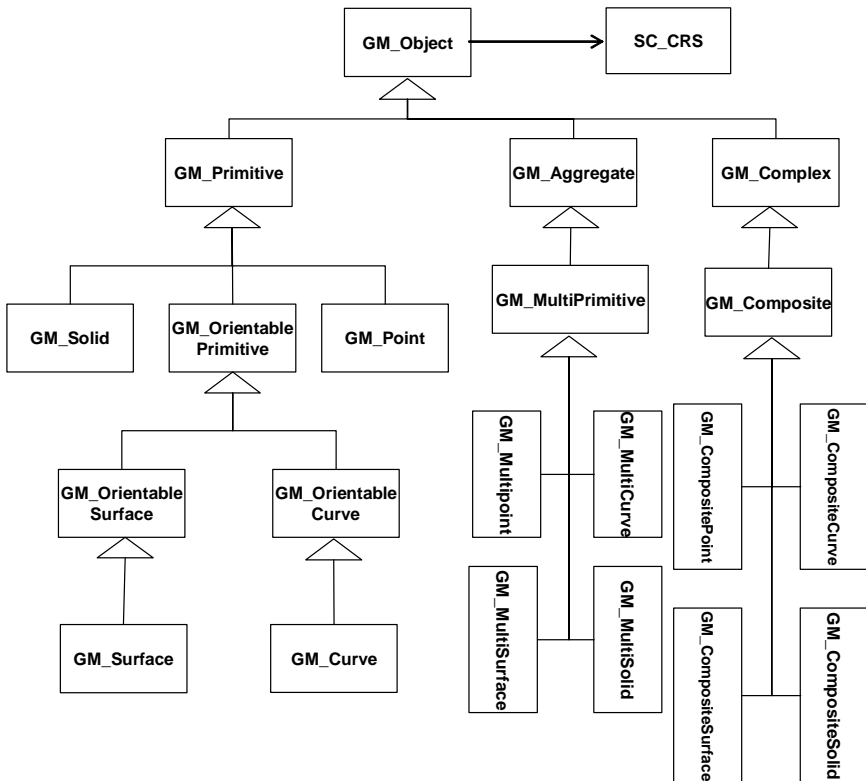 GM_Object
SC_CRS
GM_Primitive
GM_Aggregate
GM_Complex
GM_MultiPrimitive
GM_Composite
GM_Solid
GM_Orientable
Primitive
GM_Point
GM_Multipoint
GM_MultiCurve
GM_CompositePoint
GM_CompositeCurve
GM_Orientable
Surface
GM_Orientable
Curve
GM_MultiSurface
GM_MultiSolid
GM_CompositeSurface
GM_CompositeSolid
GM_Surface
GM_Curve